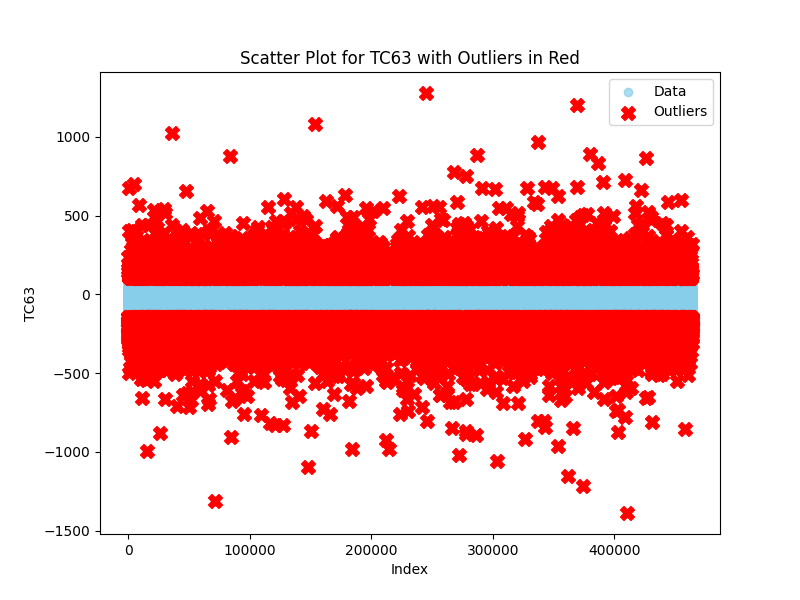 Scatter Plot for TC63 with Outliers in Red
Data
Outliers
1000
500
0
−500
−1000
−1500
TC63
0
100000
200000
300000
400000
Index